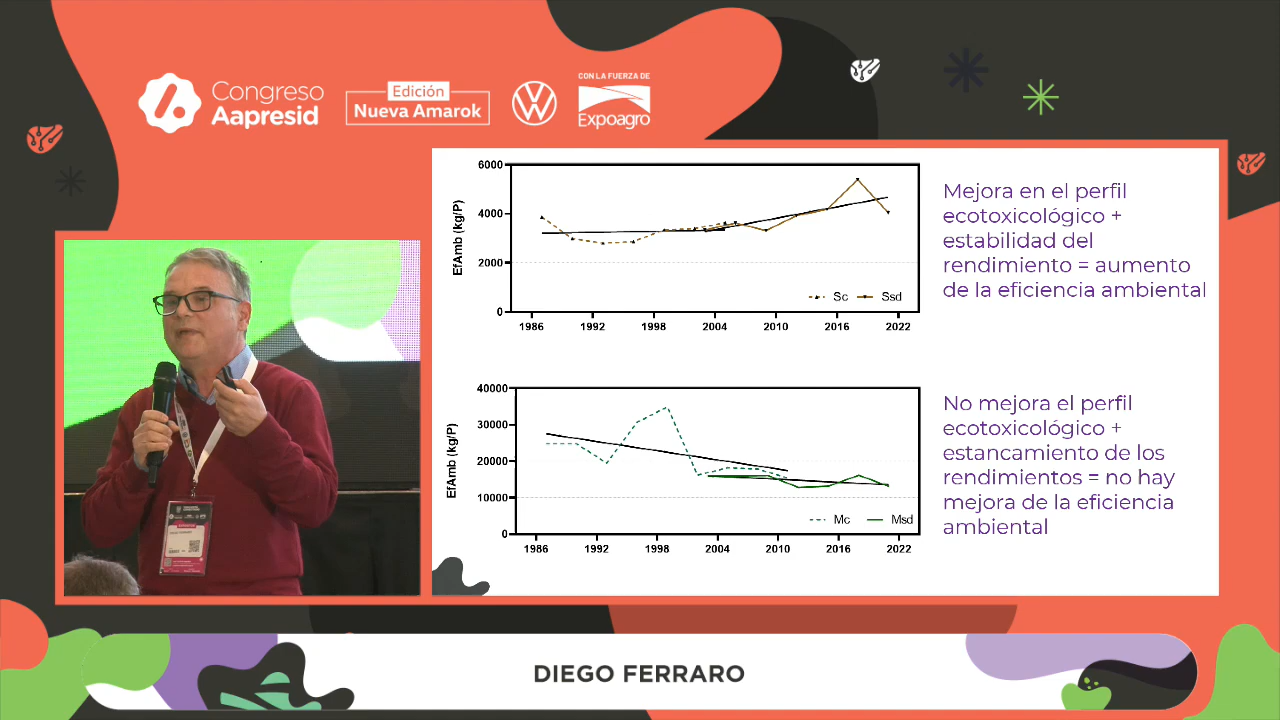 Congreso
Aapresid
Edición
Nueva Amarok
CON LA FUERZA DE
Expoagro
6000
4000
2000
0
EfAmb (kg/P)
Sc
Ssd
1986
1992
1998
2004
2010
2016
2022
Mejora en el perfil
ecotoxicológico +
estabilidad del
rendimiento = aumento
de la eficiencia ambiental
40000
30000
20000
10000
0
EfAmb (kg/P)
Mc
Msd
1986
1992
1998
2004
2010
2016
2022
No mejora el perfil
ecotoxicológico +
estancamiento de los
rendimientos = no hay
mejora de la eficiencia
ambiental
DIEGO FERRARO